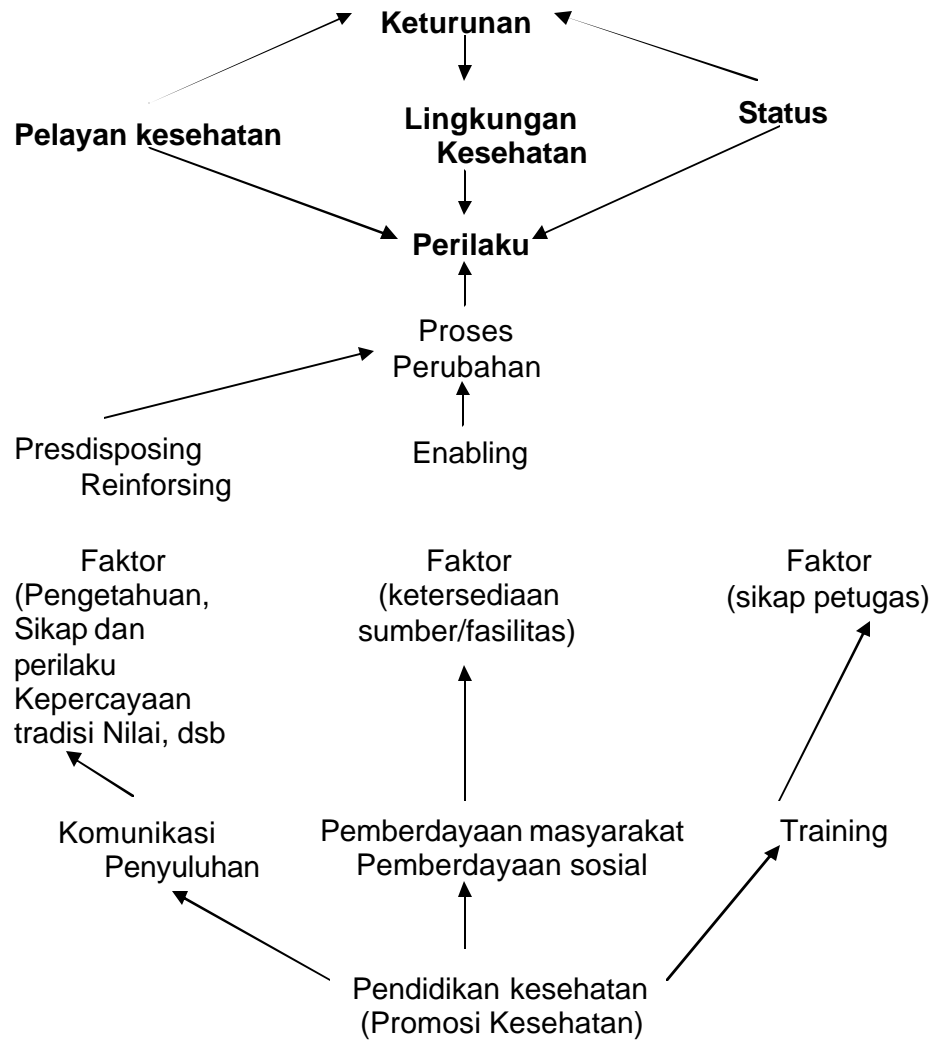 Keturunan
Pelayan kesehatan
Lingkungan
Kesehatan
Status
Perilaku
Proses
Perubahan
Presdisposing
Reinforsing
Enabling
Faktor
(Pengetahuan,
Sikap dan
perilaku
Kepercayaan
tradisi Nilai, dsb
Faktor
(ketersediaan
sumber/fasilitas)
Faktor
(sikap petugas)
Komunikasi
Penyuluhan
Pemberdayaan masyarakat
Pemberdayaan sosial
Training
Pendidikan kesehatan
(Promosi Kesehatan)